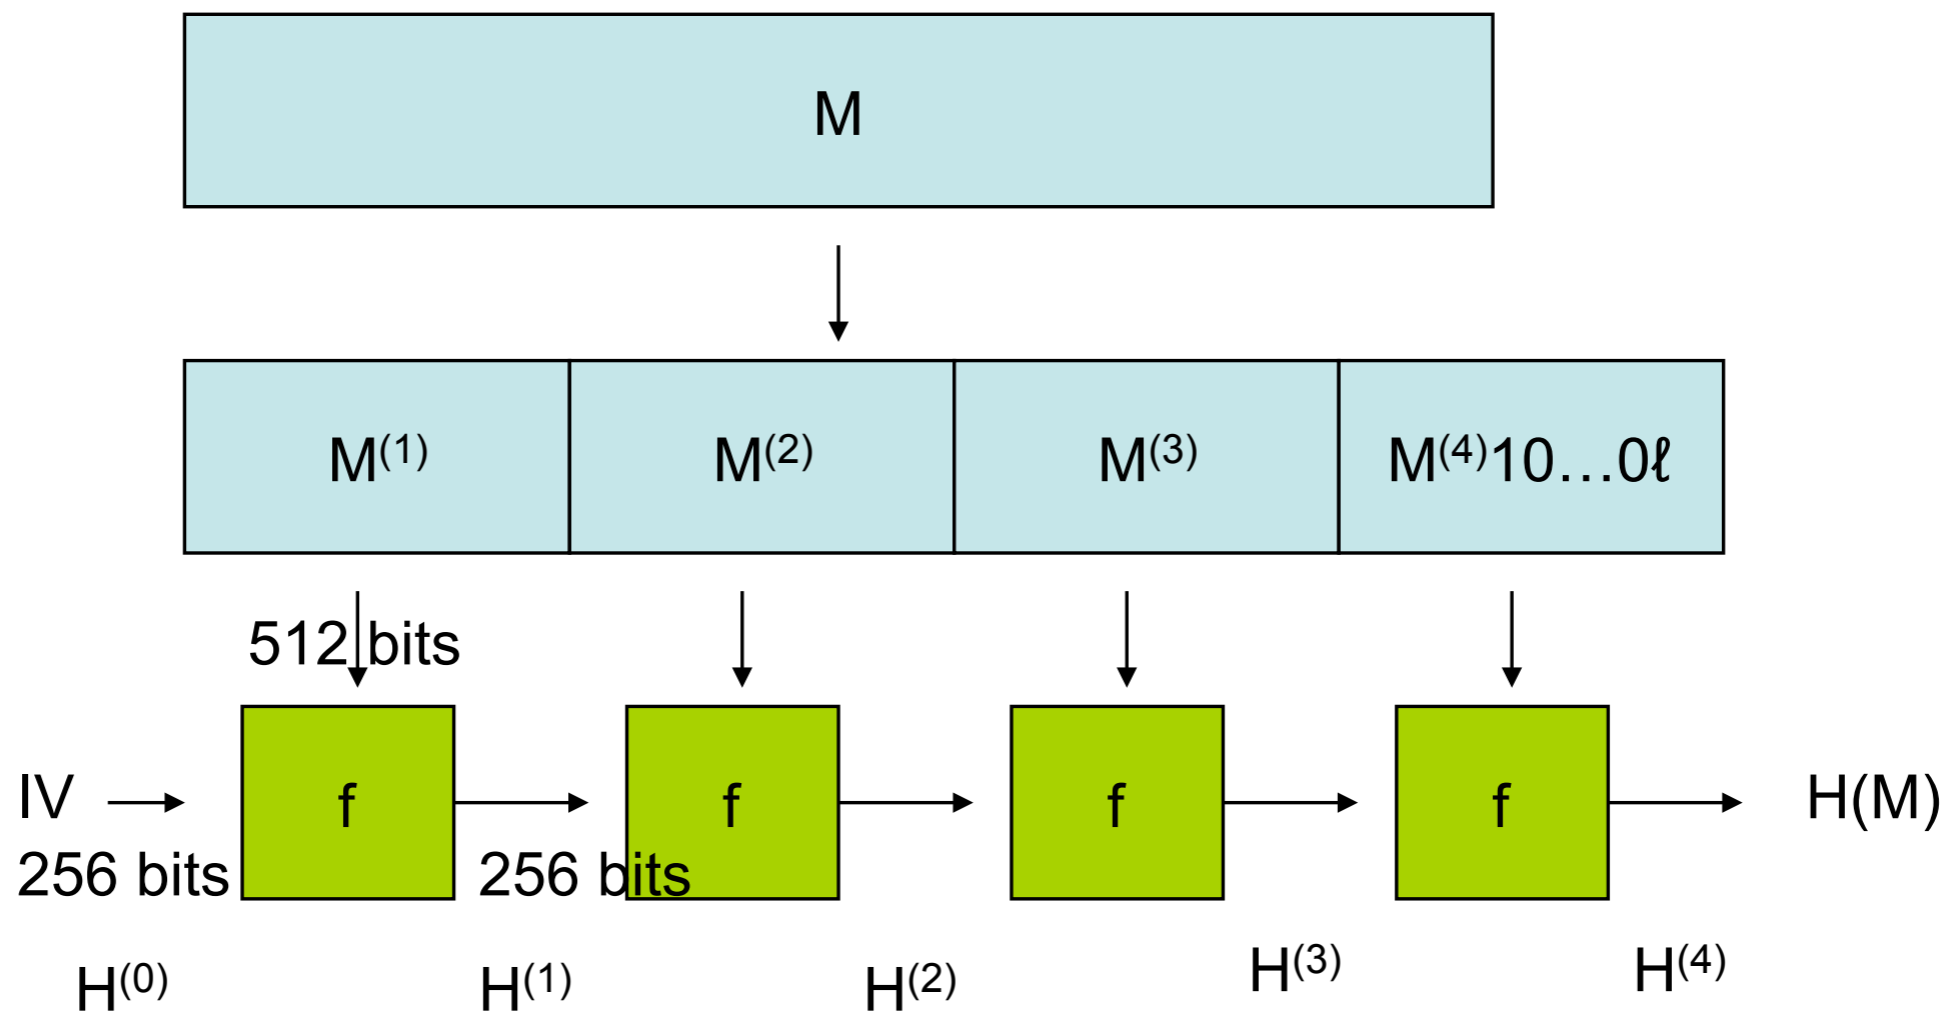 M
M⁽¹⁾ M⁽²⁾ M⁽³⁾ M⁽⁴⁾10…0ℓ
512 bits
IV f f f f H(M)
256 bits 256 bits
H⁽⁰⁾ H⁽¹⁾ H⁽²⁾ H⁽³⁾ H⁽⁴⁾